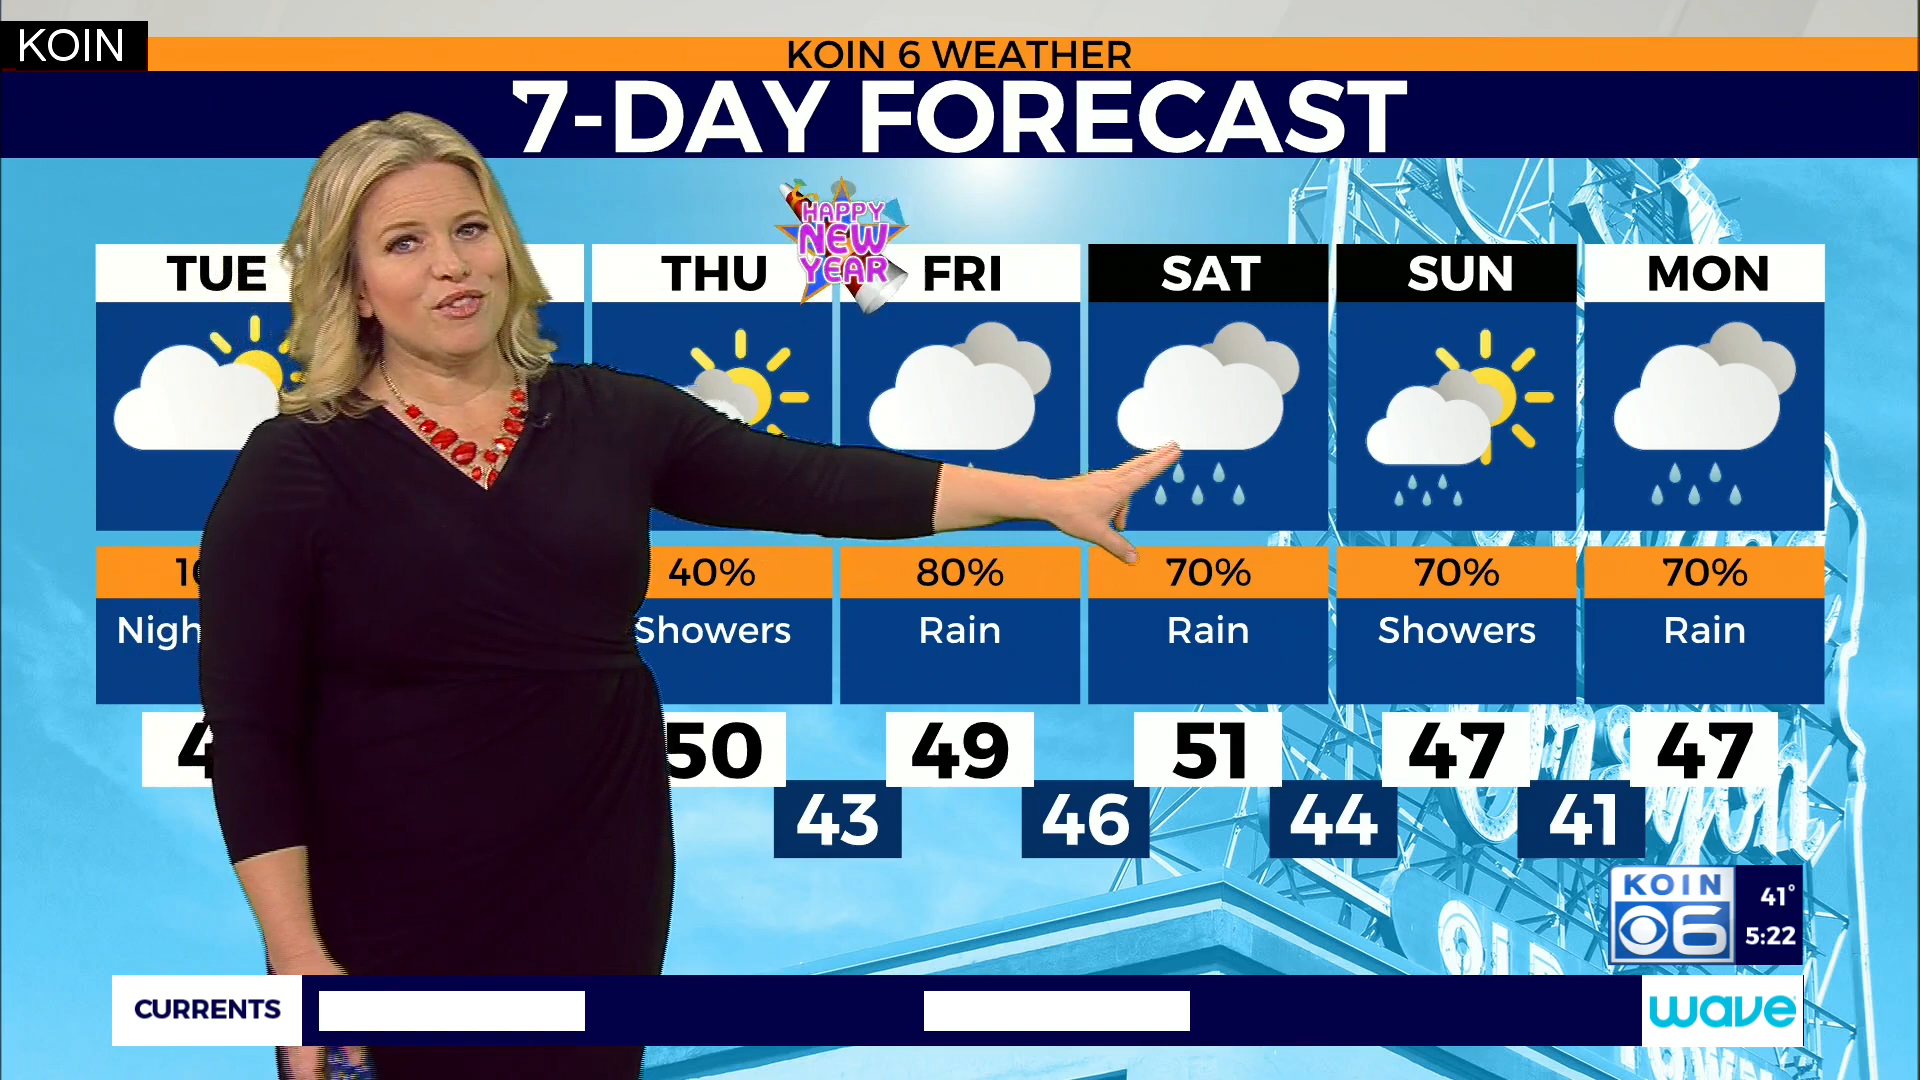 KOIN
KOIN 6 WEATHER
7-DAY FORECAST
HAPPY
NEW
YEAR
TUE THU FRI SAT SUN MON
40% 80% 70% 70% 70%
Showers Rain Rain Showers Rain
50 49 51 47 47
43 46 44 41
KOIN
6
41°
5:22
CURRENTS
wave